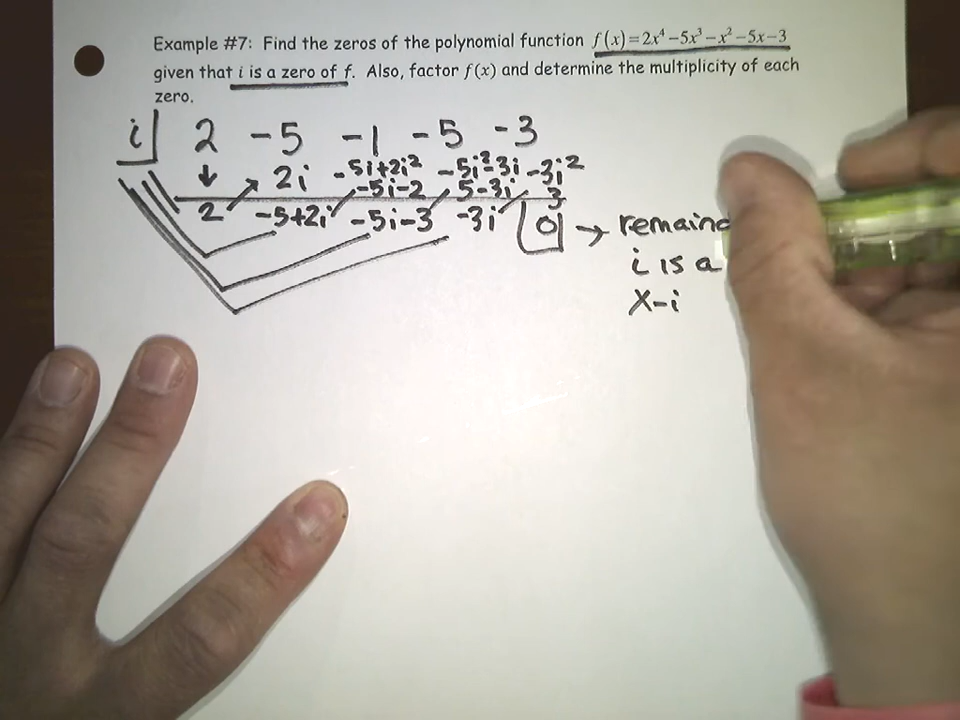 Example #7: Find the zeros of the polynomial function f(x)=2x⁴-5x³-x²-5x-3
given that i is a zero of f. Also, factor f(x) and determine the multiplicity of each
zero.
i 2 -5 -1 -5 -3
2i -5i+2i² -5i²-3i -3i²
-5i-2 5-3i 3
2 -5+2i -5i-3 -3i 0 → remaind
i is a
x-i